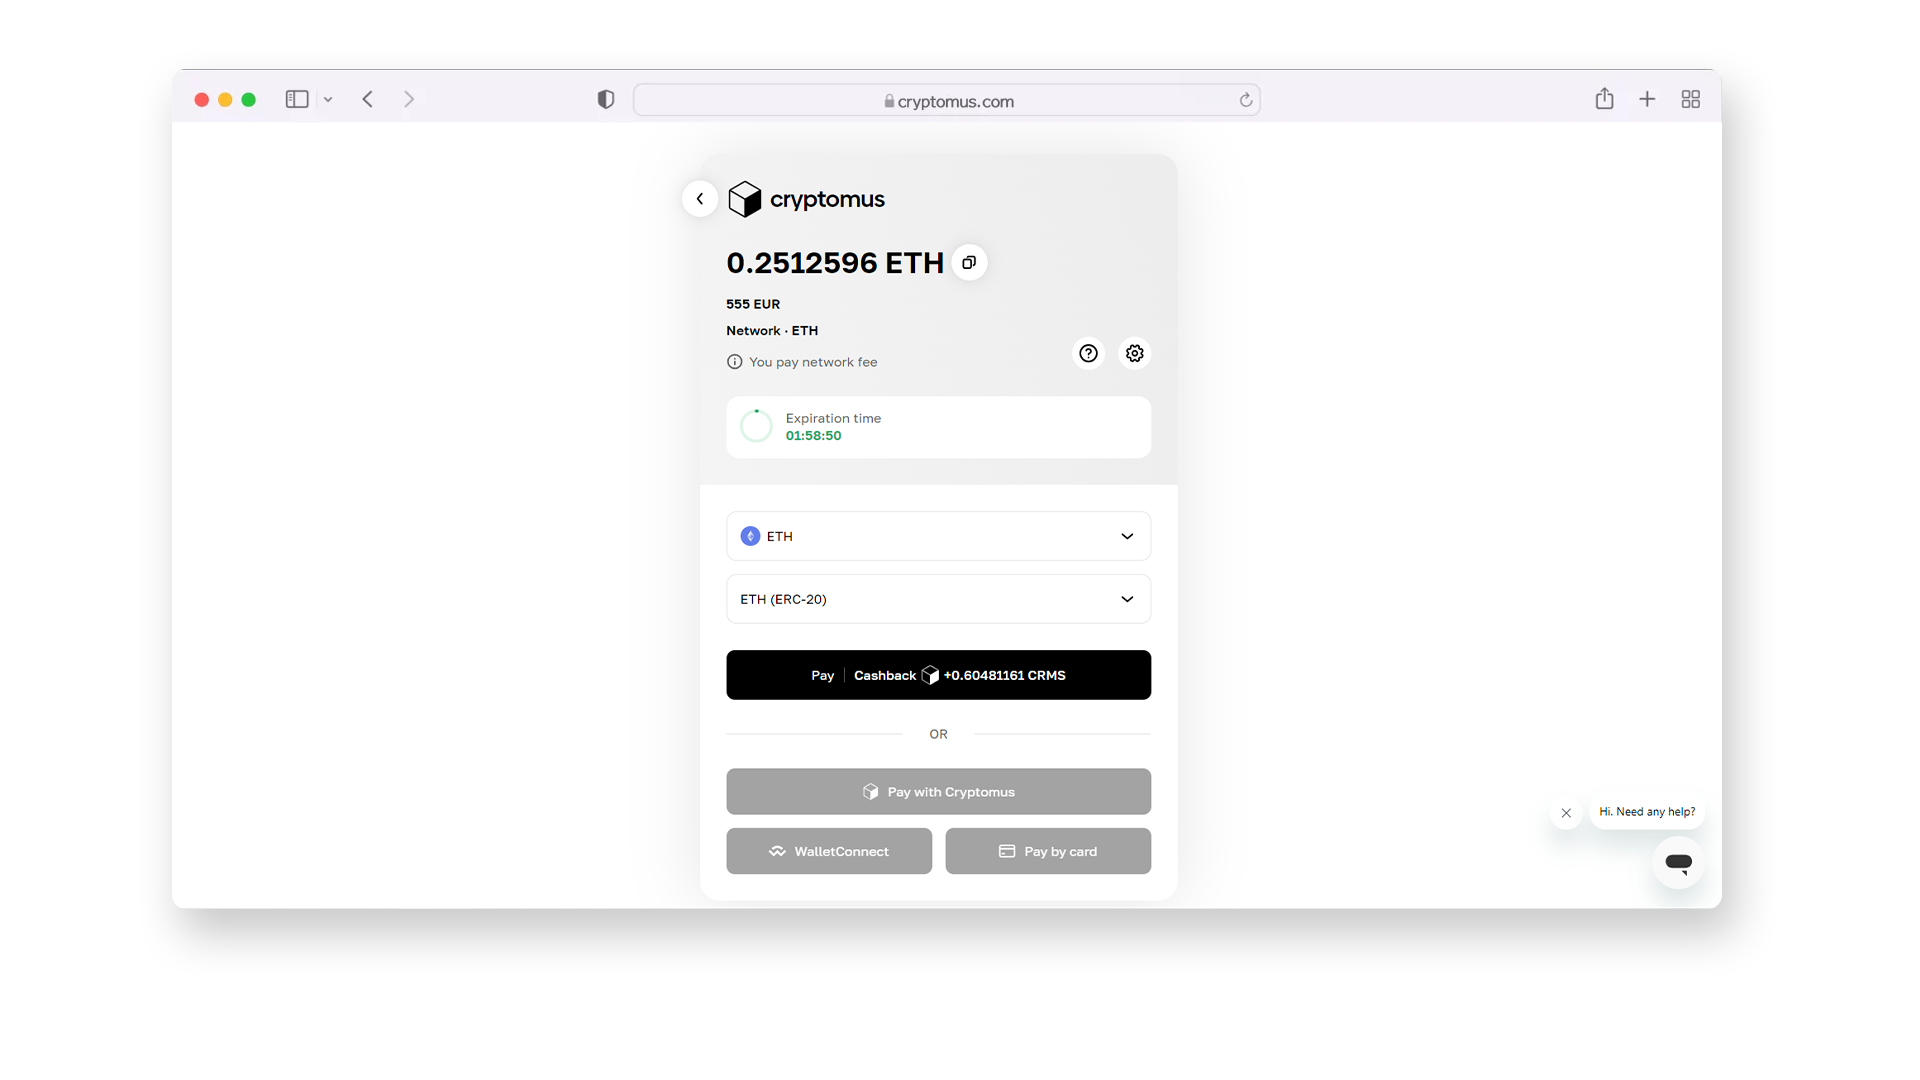 cryptomus.com
cryptomus
0.2512596 ETH
555 EUR
Network · ETH
You pay network fee
Expiration time
01:58:50
ETH
ETH (ERC-20)
Pay | Cashback +0.60481161 CRMS
OR
Pay with Cryptomus
WalletConnect
Pay by card
Hi. Need any help?